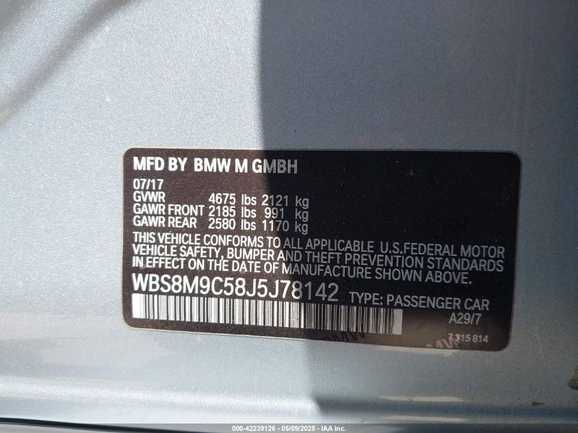 MFD BY BMW M GMBH
07/17
GVWR 4675 lbs 2121 kg
GAWR FRONT 2185 lbs 991 kg
GAWR REAR 2580 lbs 1170 kg
THIS VEHICLE CONFORMS TO ALL APPLICABLE U.S.FEDERAL MOTOR
VEHICLE SAFETY, BUMPER AND THEFT PREVENTION STANDARDS
IN EFFECT ON THE DATE OF MANUFACTURE SHOWN ABOVE.
WBS8M9C58J5J78142 TYPE: PASSENGER CAR
A29/7
7 315 814
000-42239126 - 05/09/2025 - IAA Inc.